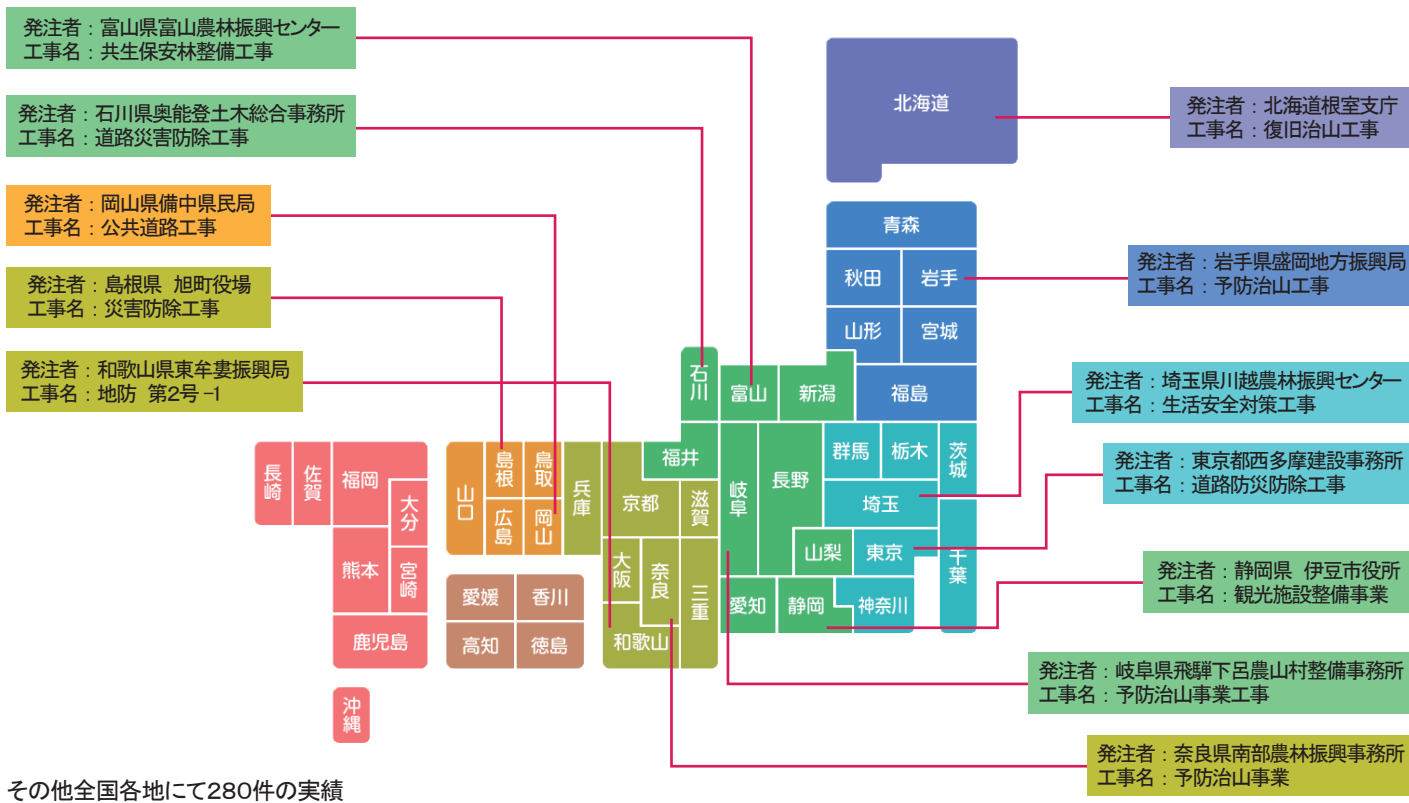 発注者：富山県富山農林振興センター
工事名：共生保安林整備工事
発注者：石川県奥能登土木総合事務所
工事名：道路災害防除工事
発注者：岡山県備中県民局
工事名：公共道路工事
発注者：島根県 旭町役場
工事名：災害防除工事
発注者：和歌山県東牟婁振興局
工事名：地防 第2号-1
発注者：北海道根室支庁
工事名：復旧治山工事
発注者：岩手県盛岡地方振興局
工事名：予防治山工事
発注者：埼玉県川越農林振興センター
工事名：生活安全対策工事
発注者：東京都西多摩建設事務所
工事名：道路防災防除工事
発注者：静岡県 伊豆市役所
工事名：観光施設整備事業
発注者：岐阜県飛騨下呂農山村整備事務所
工事名：予防治山事業工事
発注者：奈良県南部農林振興事務所
工事名：予防治山事業
北海道
青森
秋田
岩手
山形
宮城
石川
富山
新潟
福島
福井
岐阜
長野
群馬
栃木
茨城
埼玉
山梨
東京
千葉
愛知
静岡
神奈川
長崎
佐賀
福岡
大分
熊本
宮崎
鹿児島
沖縄
山口
島根
鳥取
広島
岡山
兵庫
京都
滋賀
大阪
奈良
三重
和歌山
愛媛
香川
高知
徳島
その他全国各地にて280件の実績